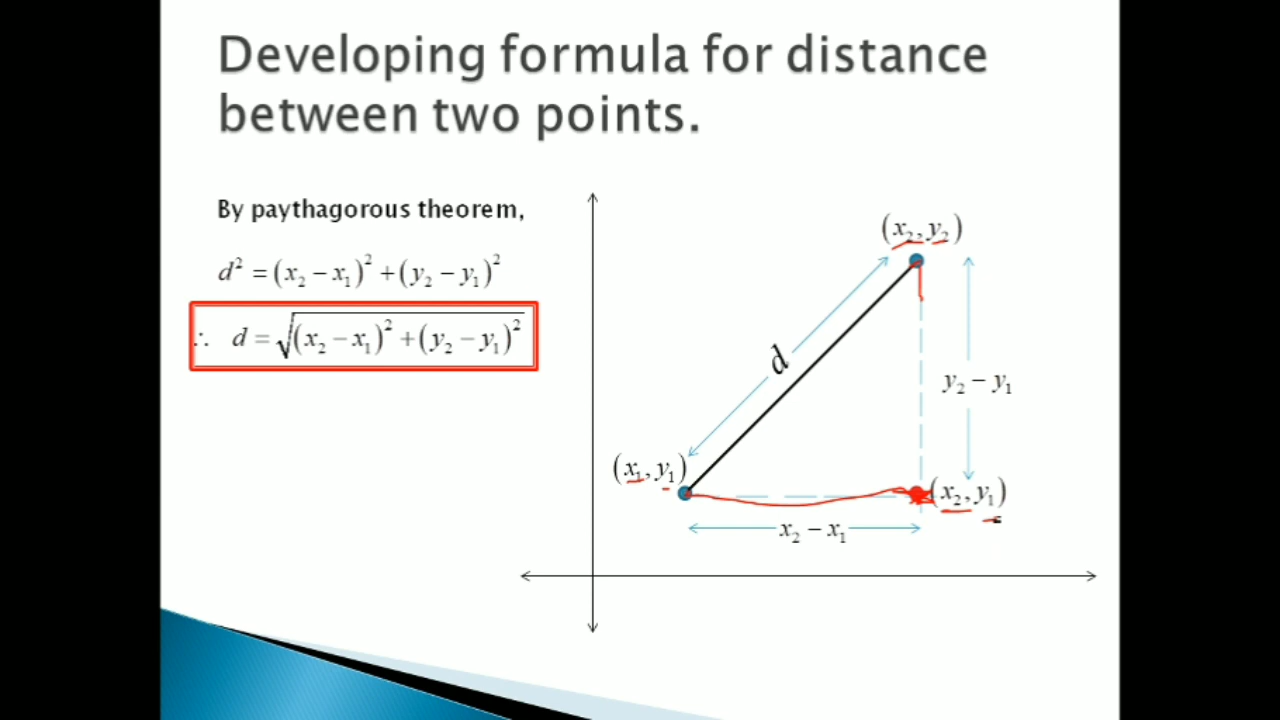 Developing formula for distance
between two points.
By paythagorous theorem,
d² = (x₂ − x₁)² + (y₂ − y₁)²
∴ d = √(x₂ − x₁)² + (y₂ − y₁)²
(x₂, y₂)
d
y₂ − y₁
(x₁, y₁)
(x₂, y₁)
x₂ − x₁